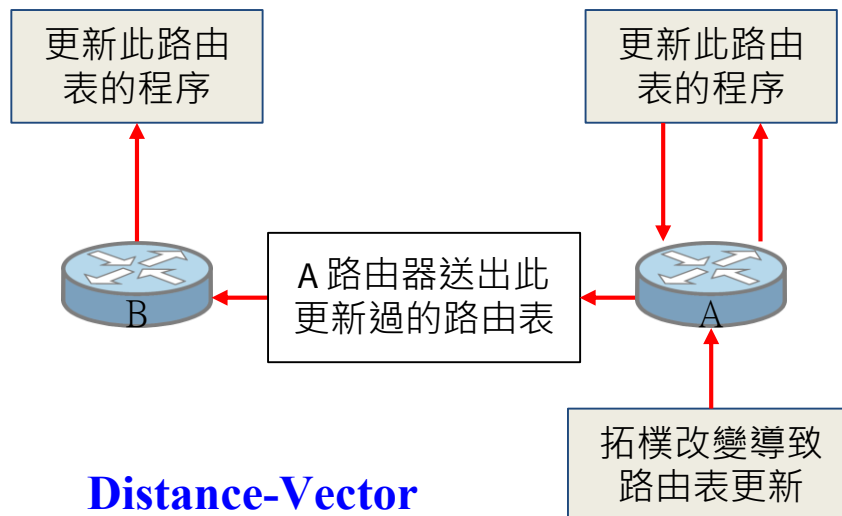 更新此路由
表的程序
更新此路由
表的程序
A 路由器送出此
更新過的路由表
B
A
拓樸改變導致
路由表更新
Distance-Vector